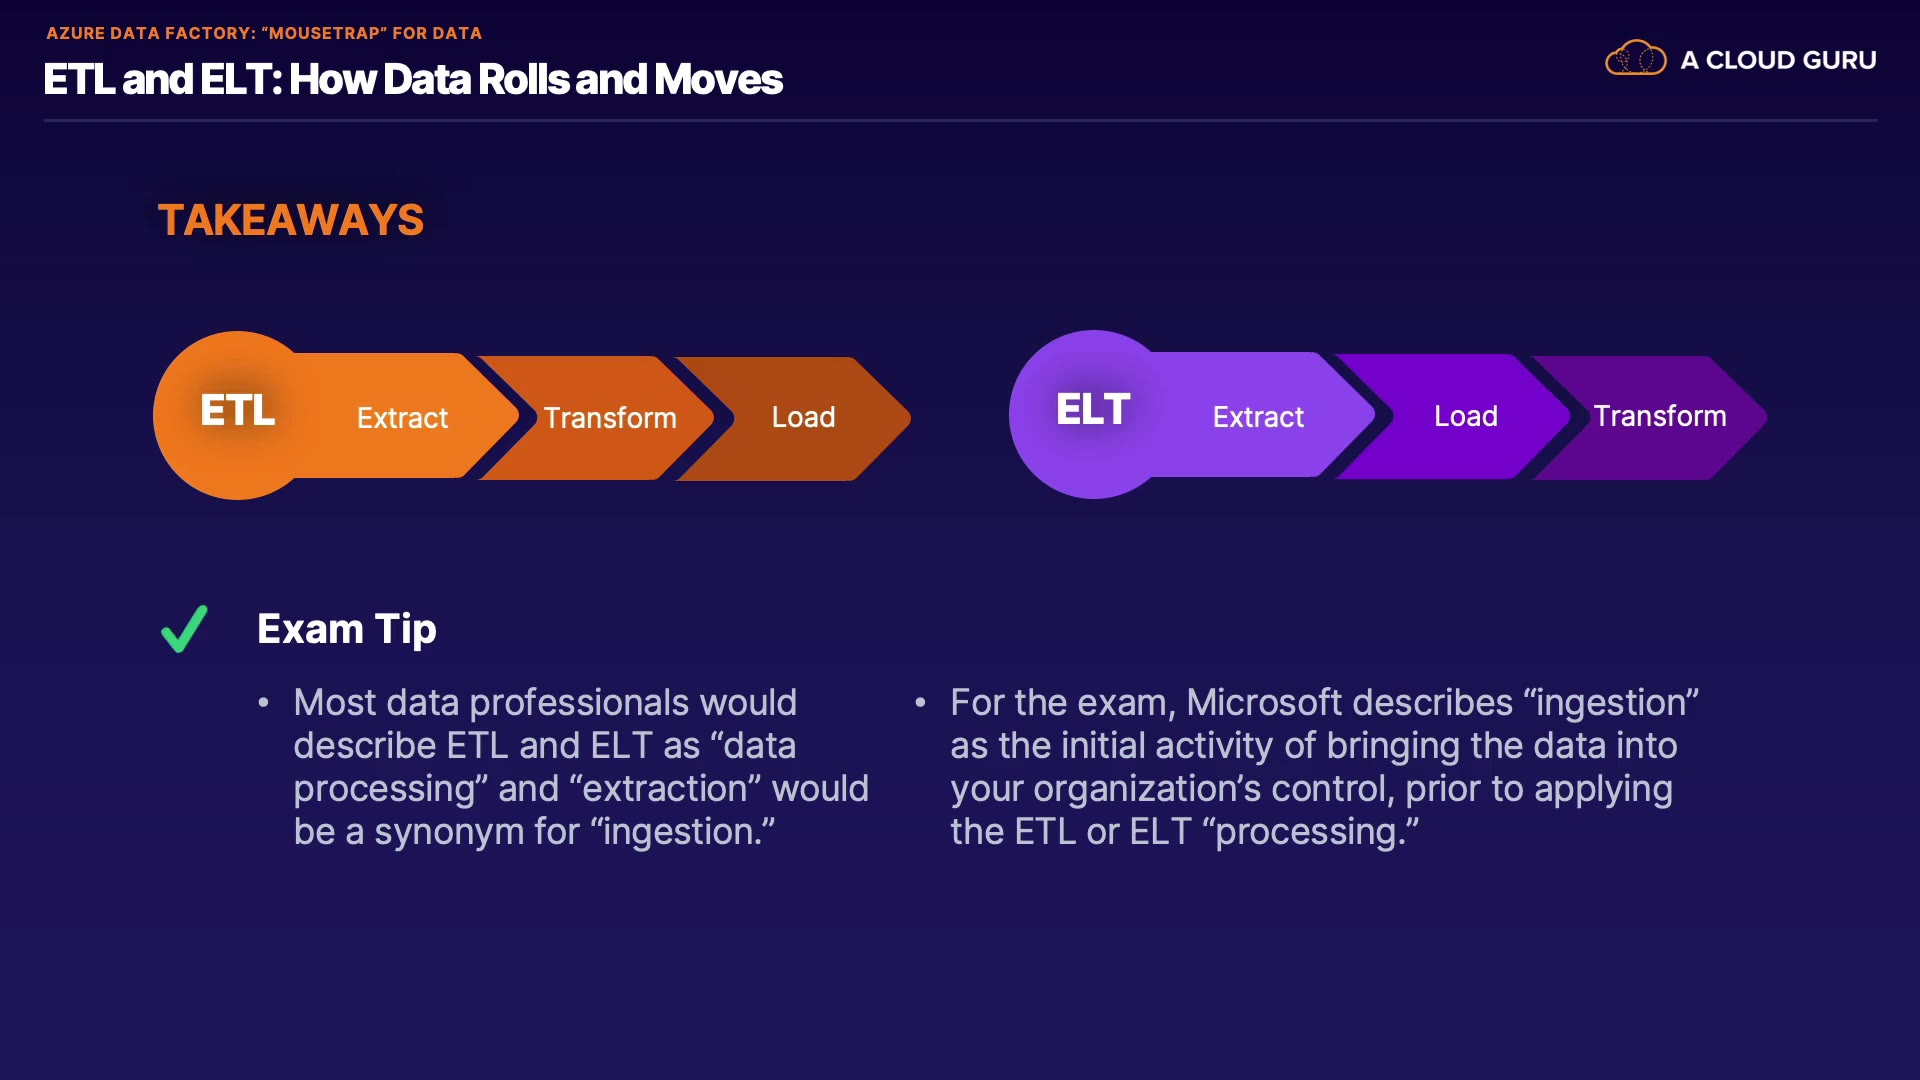 AZURE DATA FACTORY: “MOUSETRAP” FOR DATA
ETL and ELT: How Data Rolls and Moves
A CLOUD GURU
TAKEAWAYS
ETL
Extract
Transform
Load
ELT
Extract
Load
Transform
Exam Tip
• Most data professionals would
describe ETL and ELT as “data
processing” and “extraction” would
be a synonym for “ingestion.”
• For the exam, Microsoft describes “ingestion”
as the initial activity of bringing the data into
your organization’s control, prior to applying
the ETL or ELT “processing.”